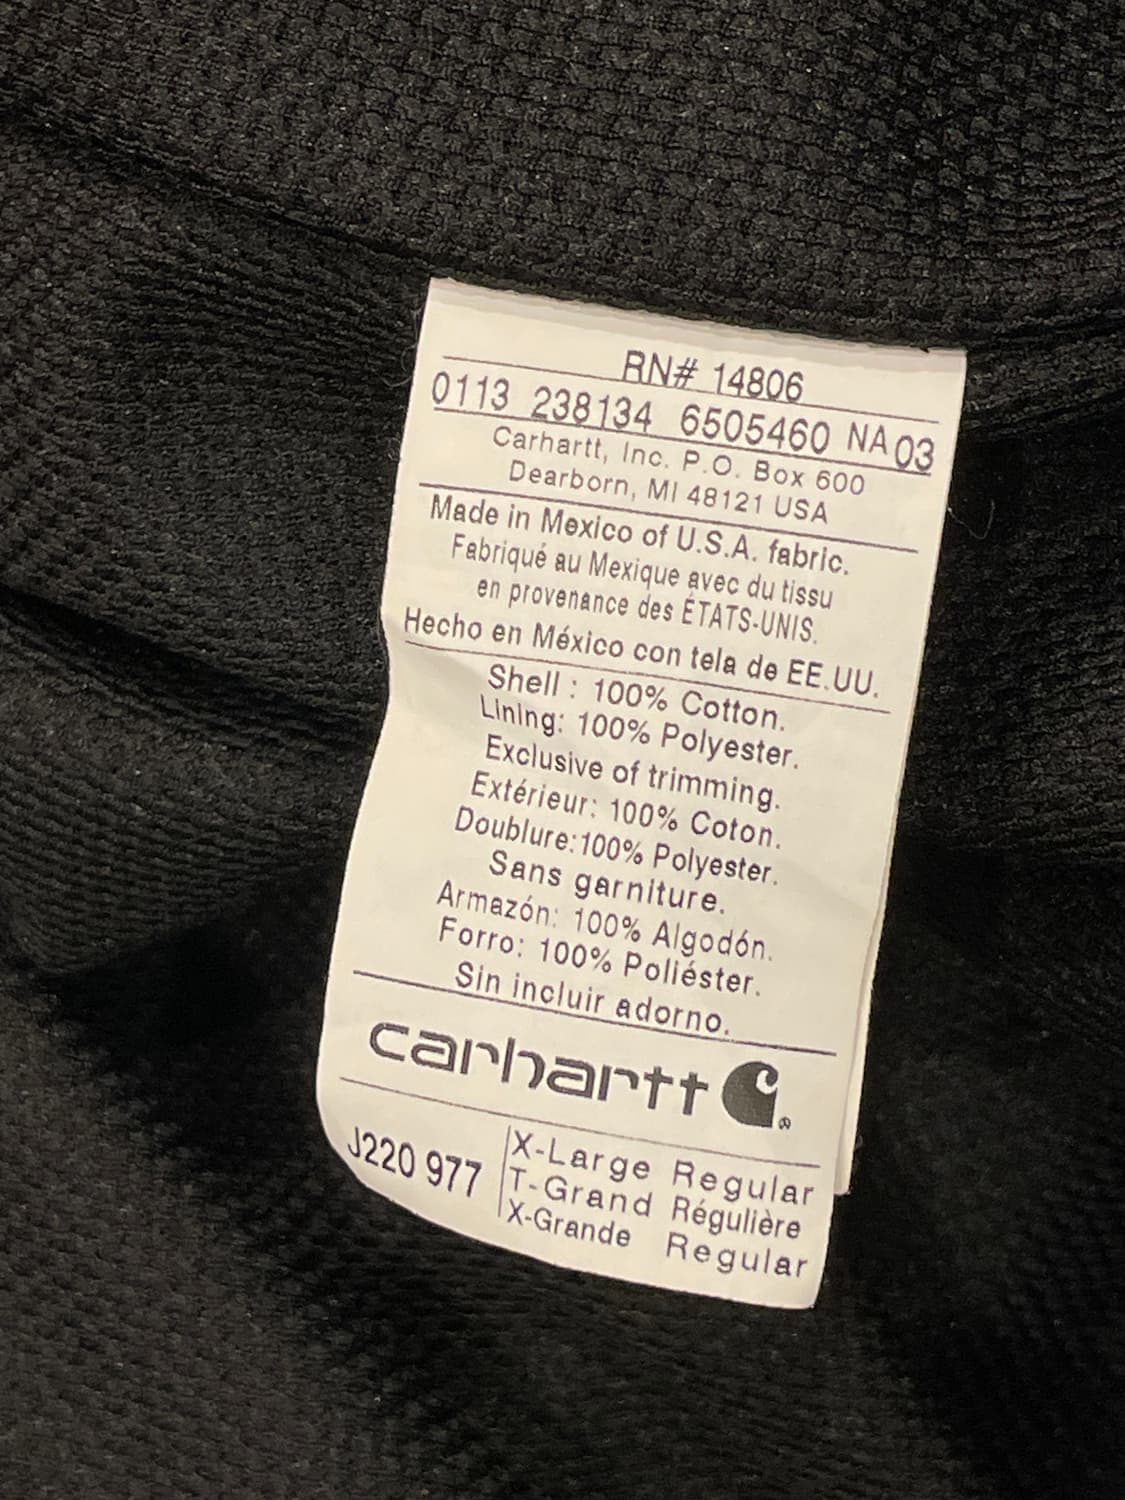 RN# 14806
0113 238134 6505460 NA 03
Carhartt, Inc. P.O. Box 600
Dearborn, MI 48121 USA
Made in Mexico of U.S.A. fabric.
Fabriqué au Mexique avec du tissu
en provenance des ÉTATS-UNIS.
Hecho en México con tela de EE.UU.
Shell : 100% Cotton.
Lining: 100% Polyester.
Exclusive of trimming.
Extérieur: 100% Coton.
Doublure:100% Polyester.
Sans garniture.
Armazón: 100% Algodón.
Forro: 100% Poliéster.
Sin incluir adorno.
carhartt ®
J220 977
X-Large Regular
T-Grand Régulière
X-Grande Regular